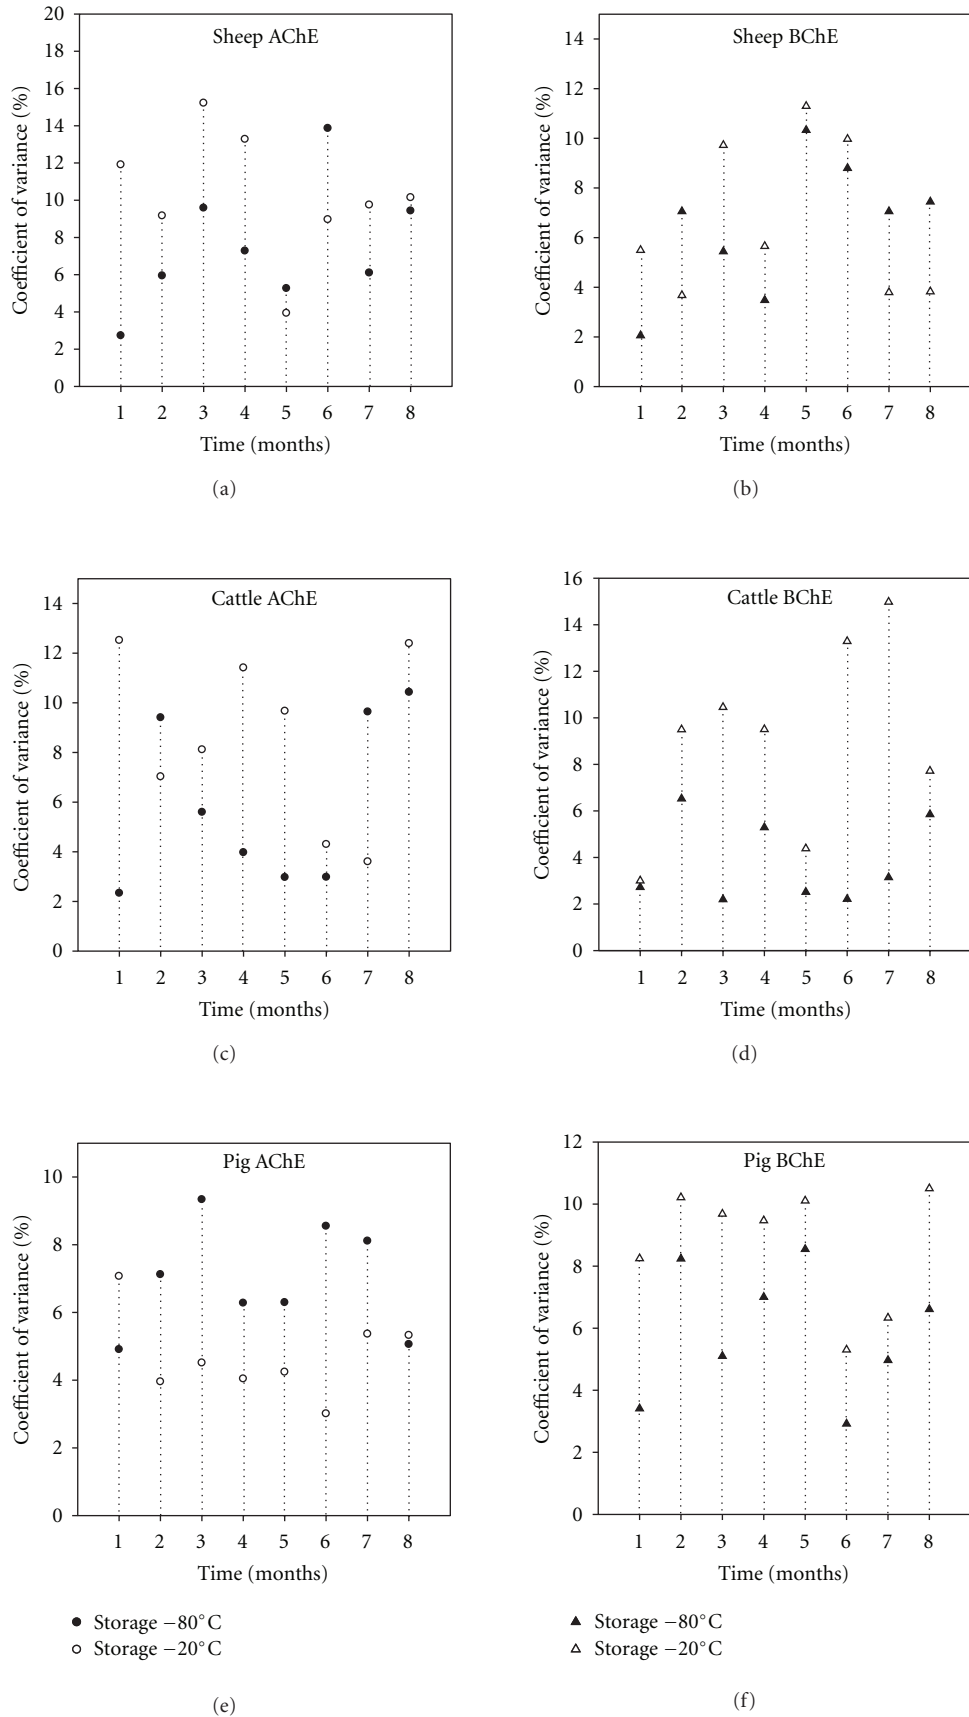 Sheep AChE
Coefficient of variance (%)
20
18
16
14
12
10
8
6
4
2
0
1 2 3 4 5 6 7 8
Time (months)
(a)
Sheep BChE
Coefficient of variance (%)
14
12
10
8
6
4
2
0
1 2 3 4 5 6 7 8
Time (months)
(b)
Cattle AChE
Coefficient of variance (%)
14
12
10
8
6
4
2
0
1 2 3 4 5 6 7 8
Time (months)
(c)
Cattle BChE
Coefficient of variance (%)
16
14
12
10
8
6
4
2
0
1 2 3 4 5 6 7 8
Time (months)
(d)
Pig AChE
Coefficient of variance (%)
10
8
6
4
2
0
1 2 3 4 5 6 7 8
Time (months)
Storage −80°C
Storage −20°C
(e)
Pig BChE
Coefficient of variance (%)
12
10
8
6
4
2
0
1 2 3 4 5 6 7 8
Time (months)
Storage −80°C
Storage −20°C
(f)